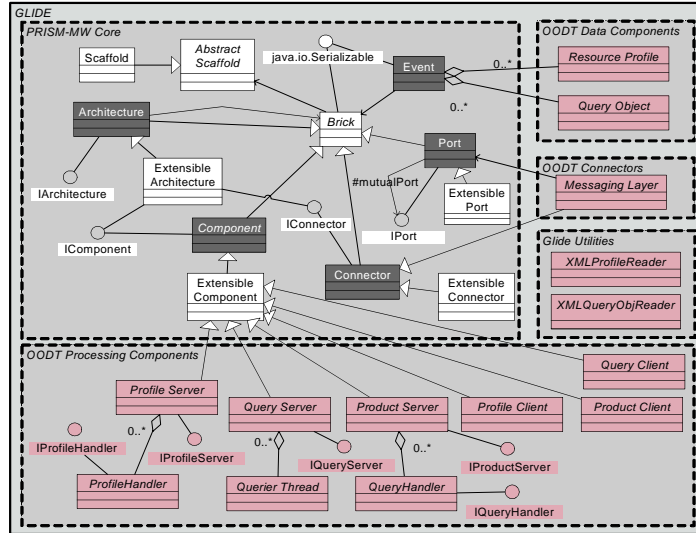 GLIDE
PRISM-MW Core
OODT Data Components
Scaffold
Abstract
Scaffold
java.io.Serializable
Event
0..*
Resource Profile
Query Object
0..*
Architecture
Brick
Port
IArchitecture
Extensible
Architecture
#mutualPort
Extensible
Port
OODT Connectors
Messaging Layer
IComponent
Component
IConnector
IPort
Glide Utilities
XMLProfileReader
XMLQueryObjReader
Extensible
Component
Connector
Extensible
Connector
OODT Processing Components
Query Client
Profile Server
Query Server
Product Server
Profile Client
Product Client
0..*
0..*
0..*
IProfileHandler
IProfileServer
IQueryServer
IProductServer
ProfileHandler
Querier Thread
QueryHandler
IQueryHandler